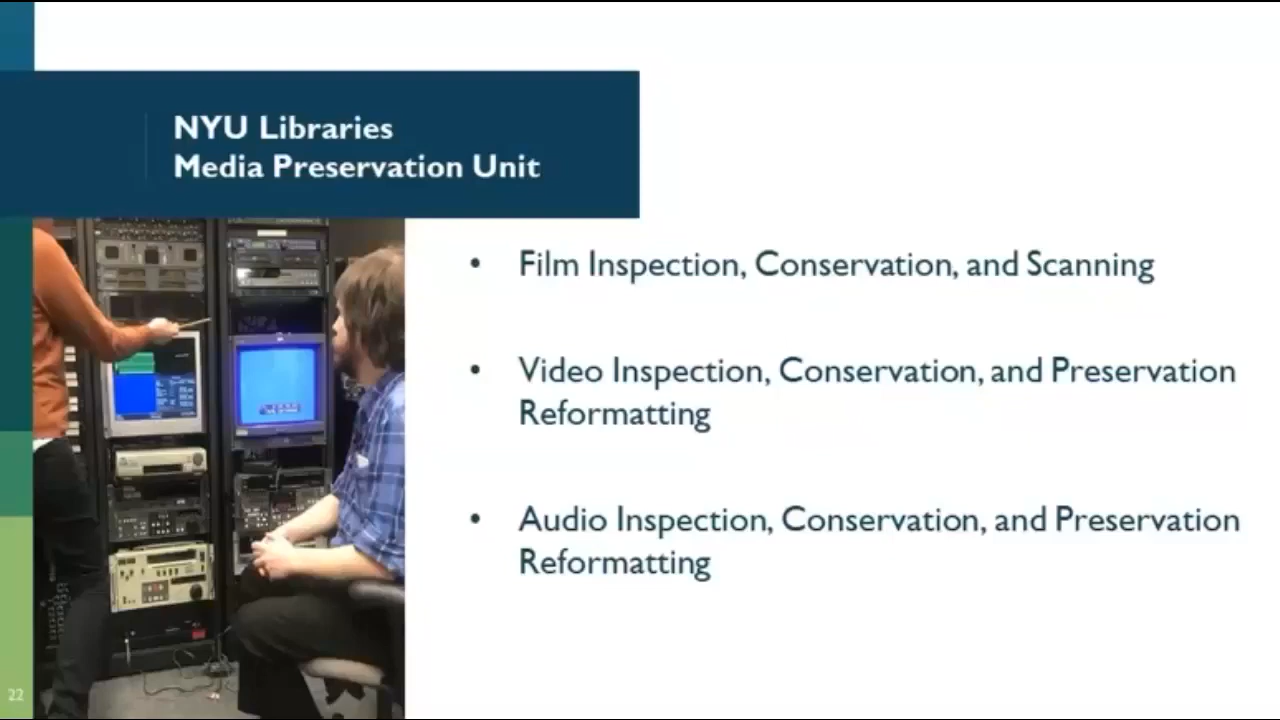 NYU Libraries
Media Preservation Unit
• Film Inspection, Conservation, and Scanning
• Video Inspection, Conservation, and Preservation
Reformatting
• Audio Inspection, Conservation, and Preservation
Reformatting
22